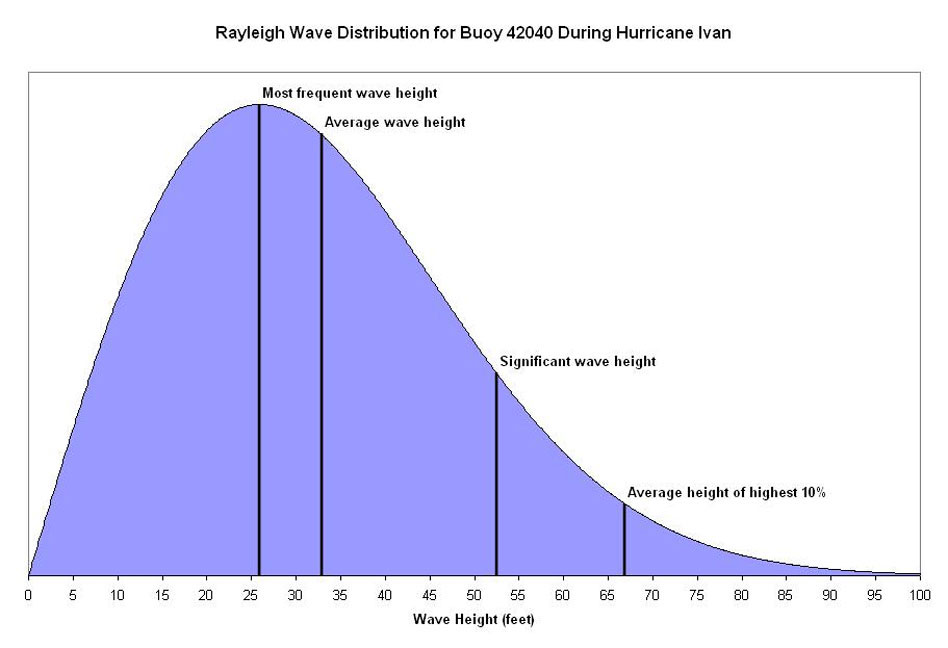 Rayleigh Wave Distribution for Buoy 42040 During Hurricane Ivan
Most frequent wave height
Average wave height
Significant wave height
Average height of highest 10%
0 5 10 15 20 25 30 35 40 45 50 55 60 65 70 75 80 85 90 95 100
Wave Height (feet)